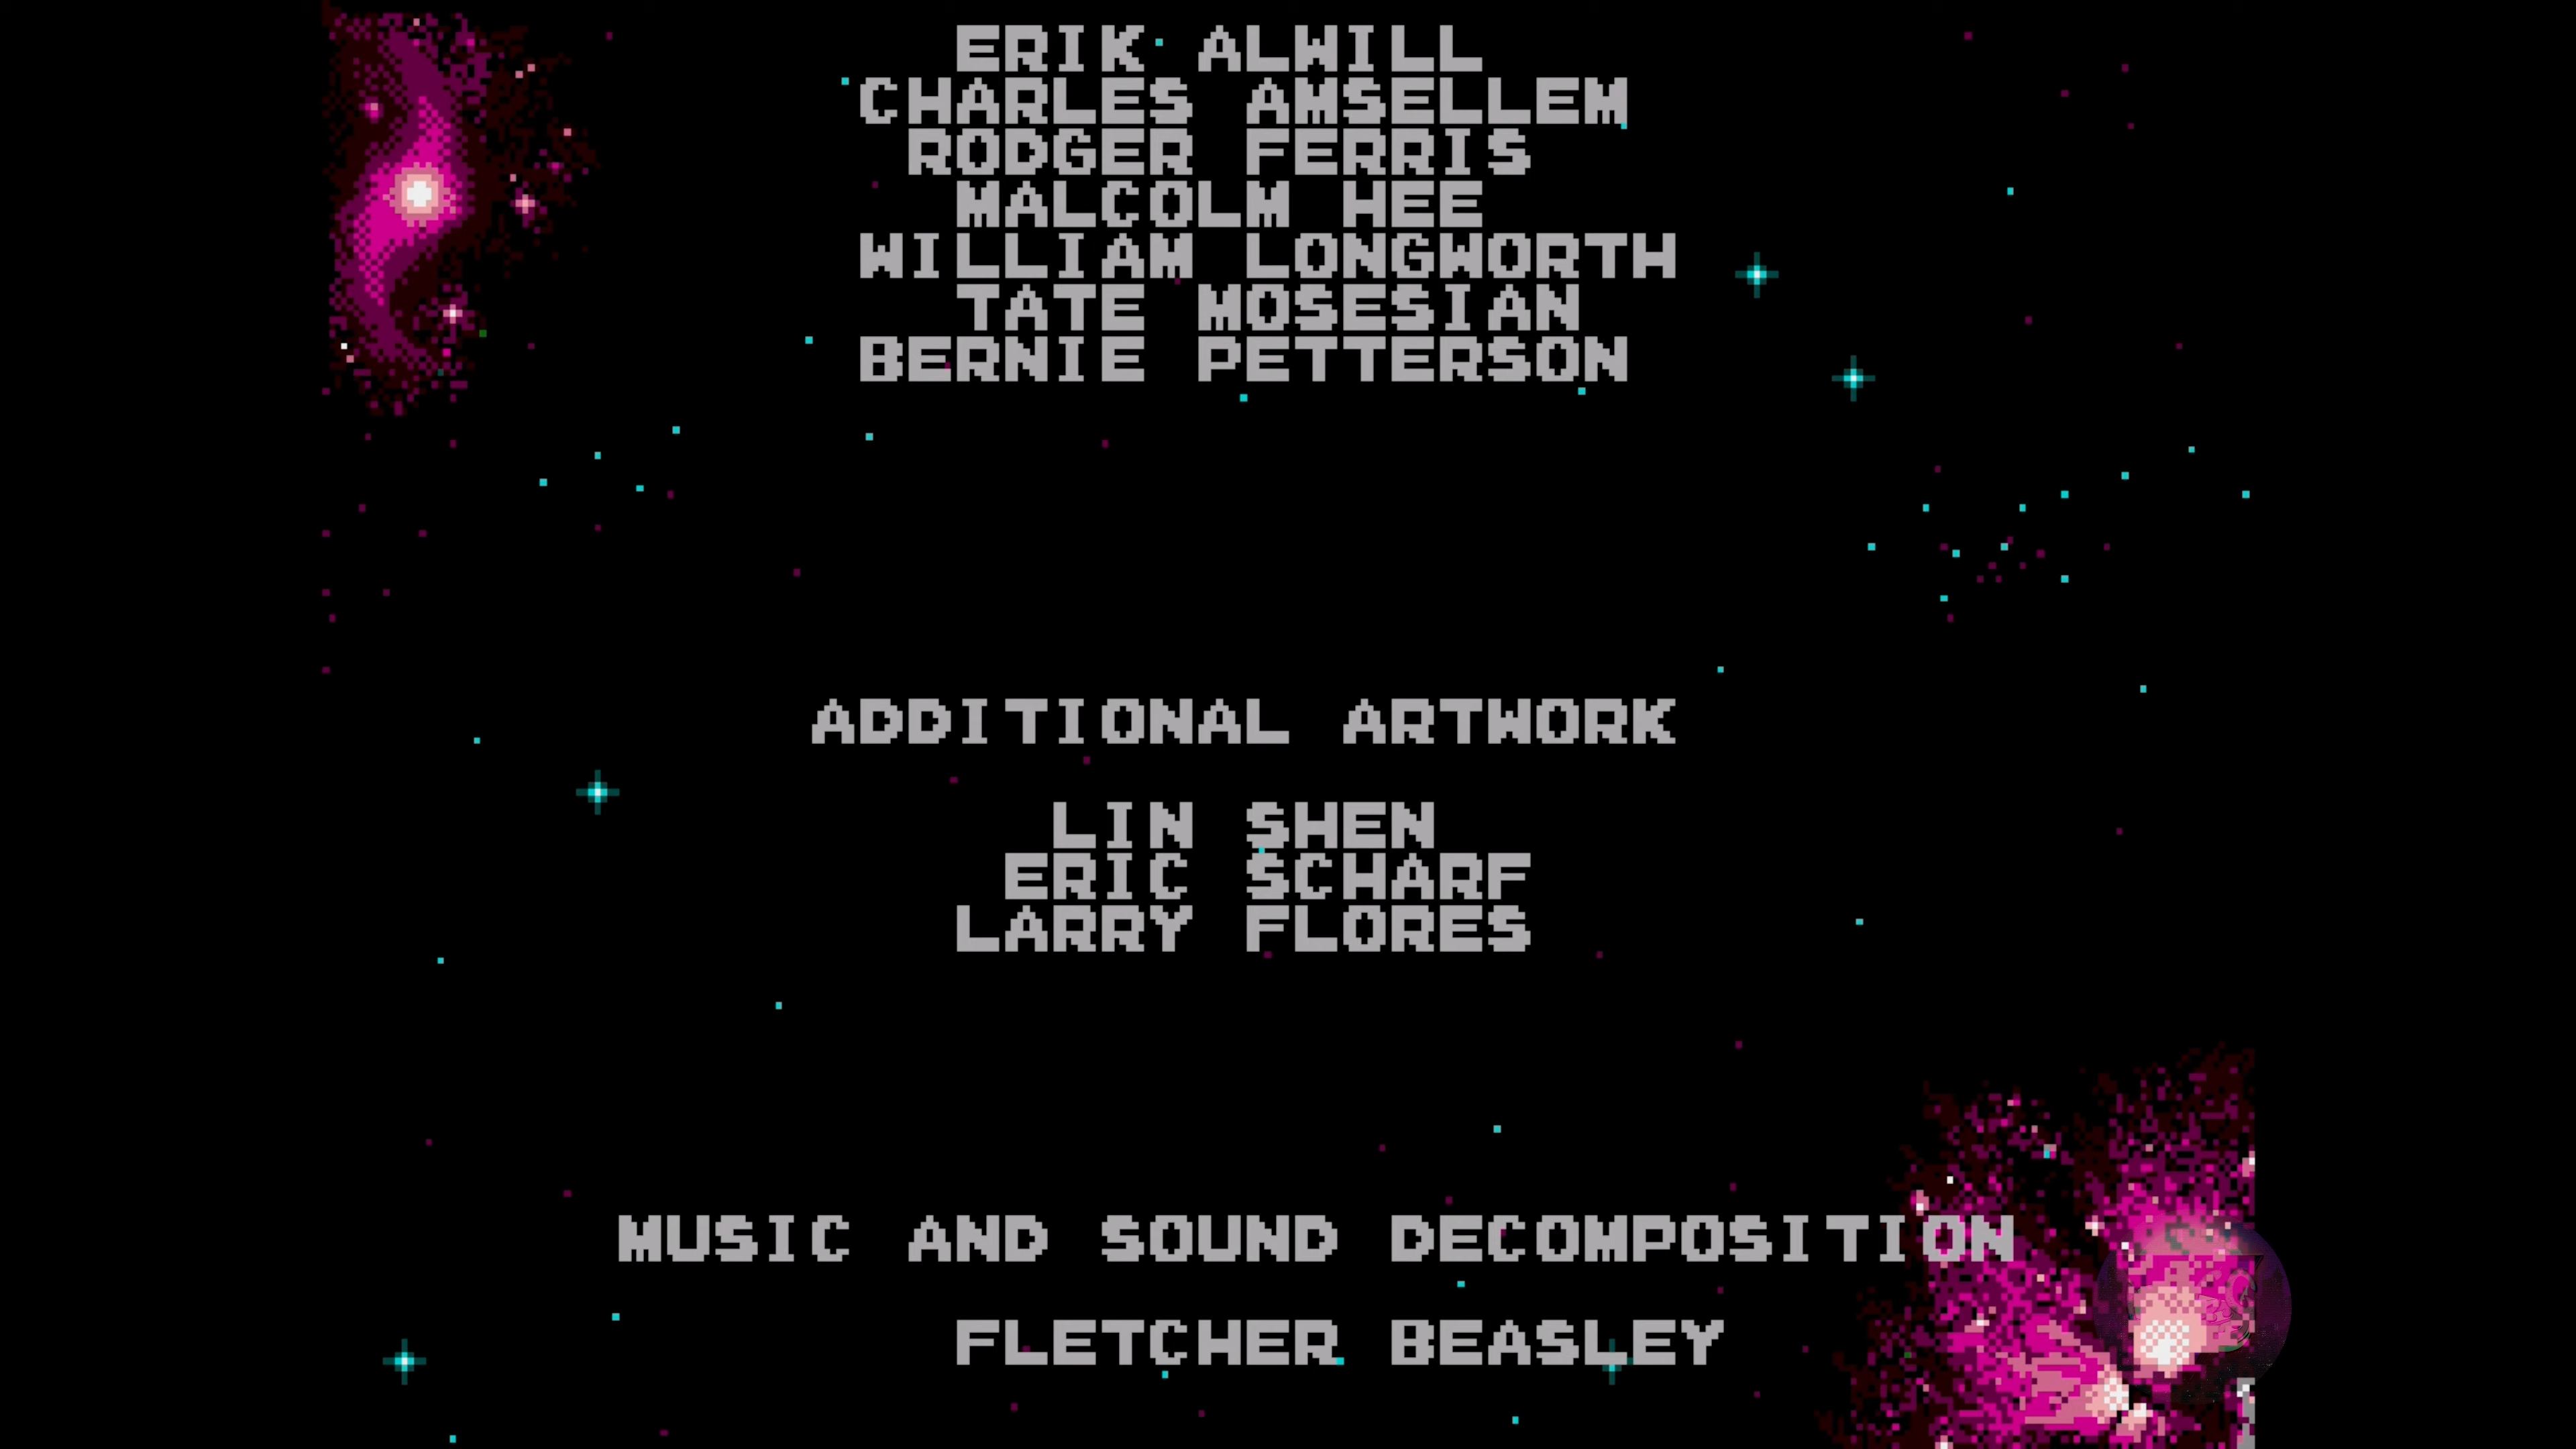 ERIK ALWILL
CHARLES AMSELLEM
RODGER FERRIS
MALCOLM HEE
WILLIAM LONGWORTH
TATE MOSESIAN
BERNIE PETTERSON
ADDITIONAL ARTWORK
LIN SHEN
ERIC SCHARF
LARRY FLORES
MUSIC AND SOUND DECOMPOSITION
FLETCHER BEASLEY